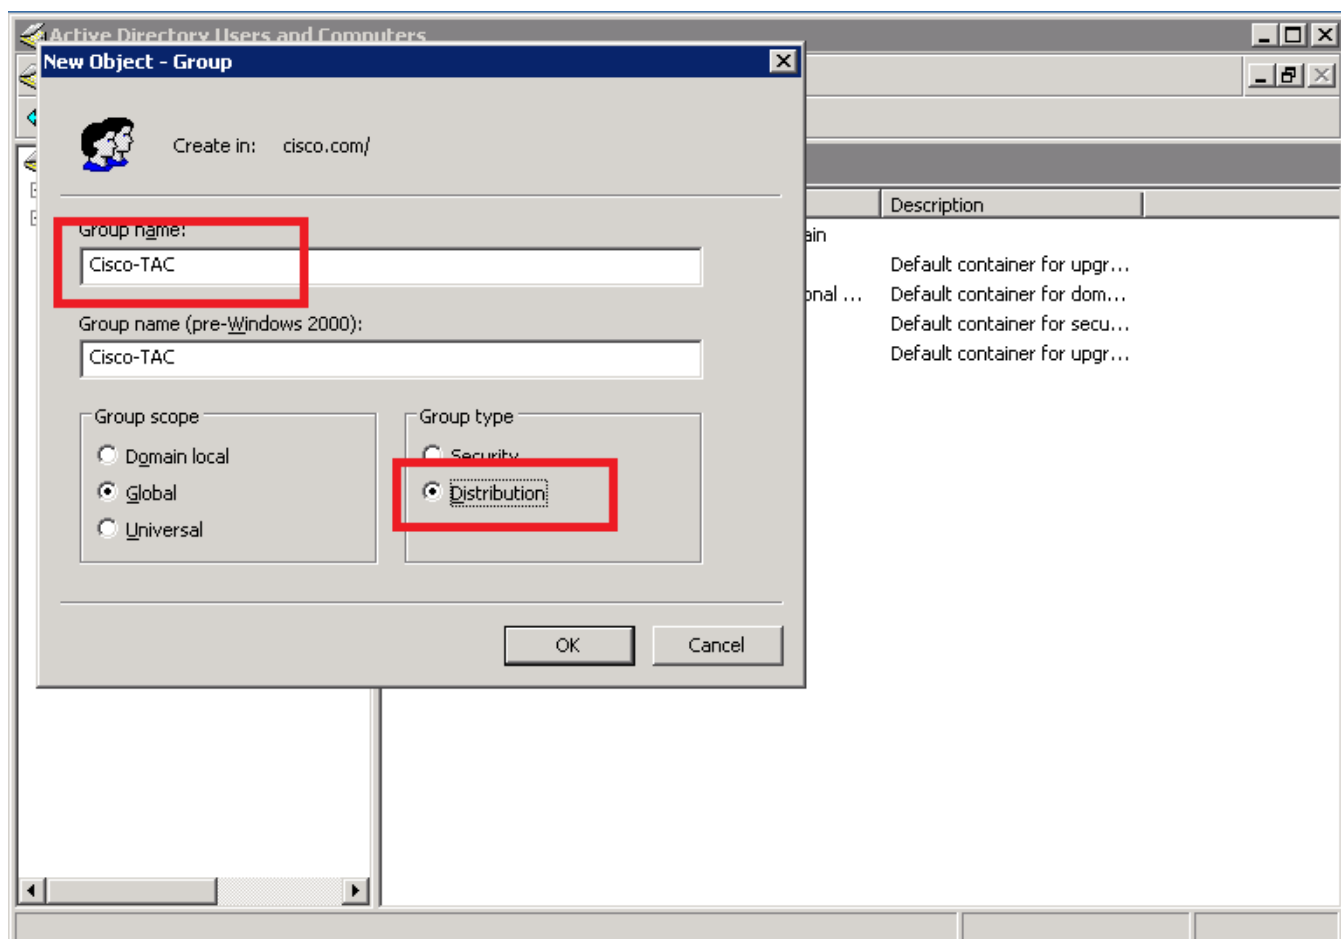 Active Directory Users and Computers
New Object - Group
Create in: cisco.com/
Group name:
Cisco-TAC
Group name (pre-Windows 2000):
Cisco-TAC
Group scope
Domain local
Global
Universal
Group type
Security
Distribution
OK
Cancel
Description
ain
Default container for upgr...
onal ... Default container for dom...
Default container for secu...
Default container for upgr...